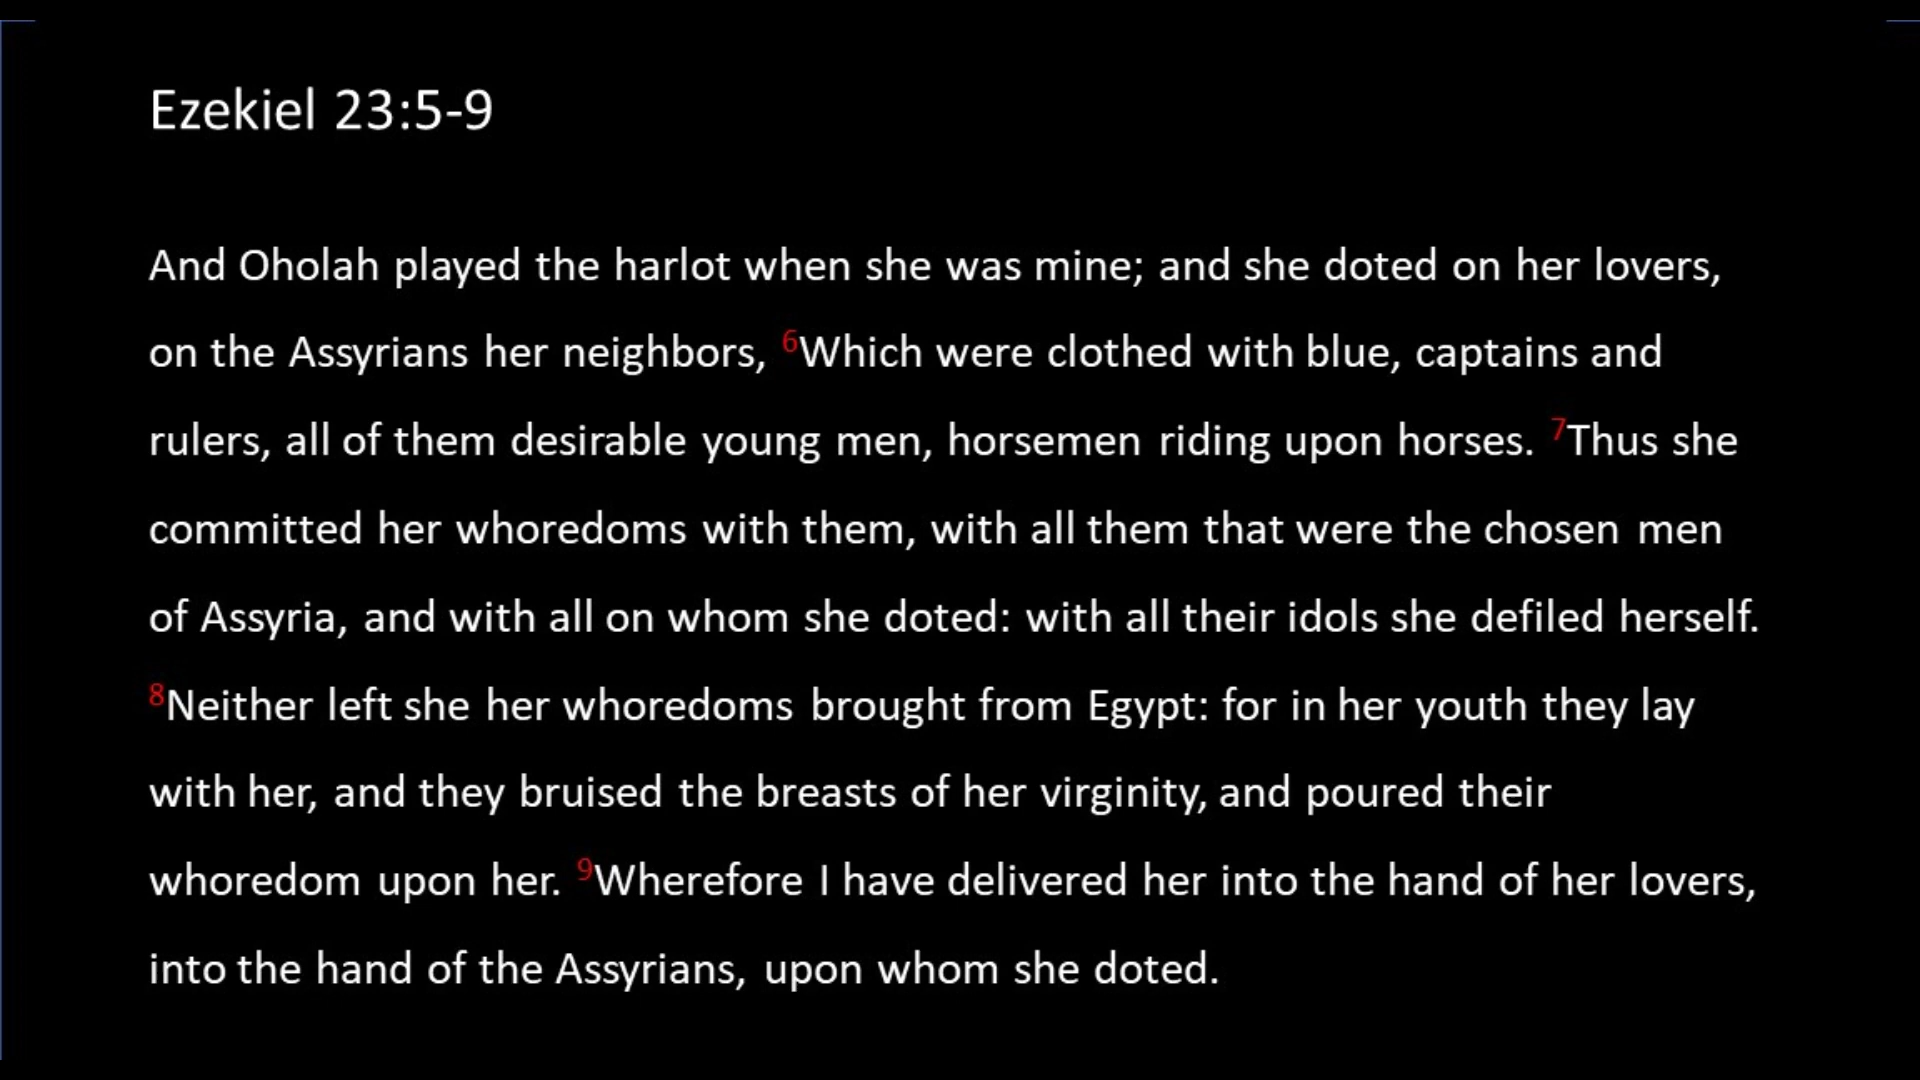 Ezekiel 23:5-9
And Oholah played the harlot when she was mine; and she doted on her lovers,
on the Assyrians her neighbors, 6Which were clothed with blue, captains and
rulers, all of them desirable young men, horsemen riding upon horses. 7Thus she
committed her whoredoms with them, with all them that were the chosen men
of Assyria, and with all on whom she doted: with all their idols she defiled herself.
8Neither left she her whoredoms brought from Egypt: for in her youth they lay
with her, and they bruised the breasts of her virginity, and poured their
whoredom upon her. 9Wherefore I have delivered her into the hand of her lovers,
into the hand of the Assyrians, upon whom she doted.